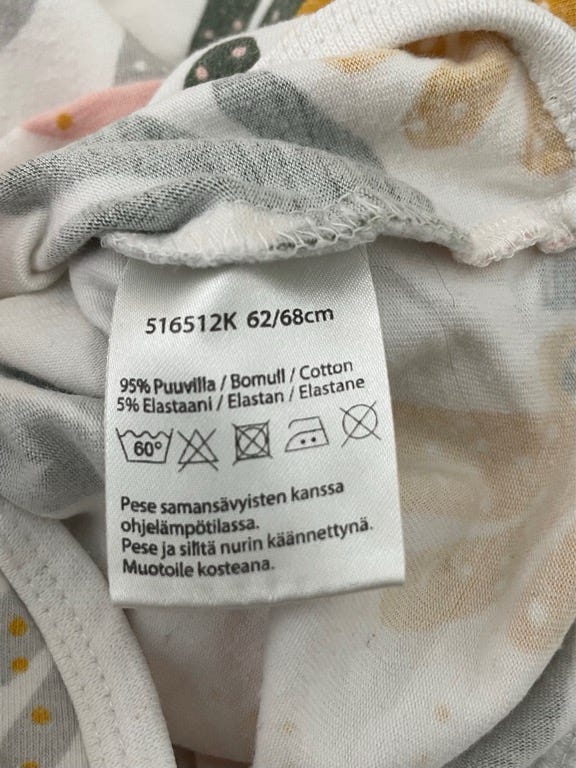 516512K 62/68cm
95% Puuvilla / Bomull / Cotton
5% Elastaani / Elastan / Elastane
60°
Pese samansävyisten kanssa
ohjelämpötilassa.
Pese ja silitä nurin käännettynä.
Muotoile kosteana.